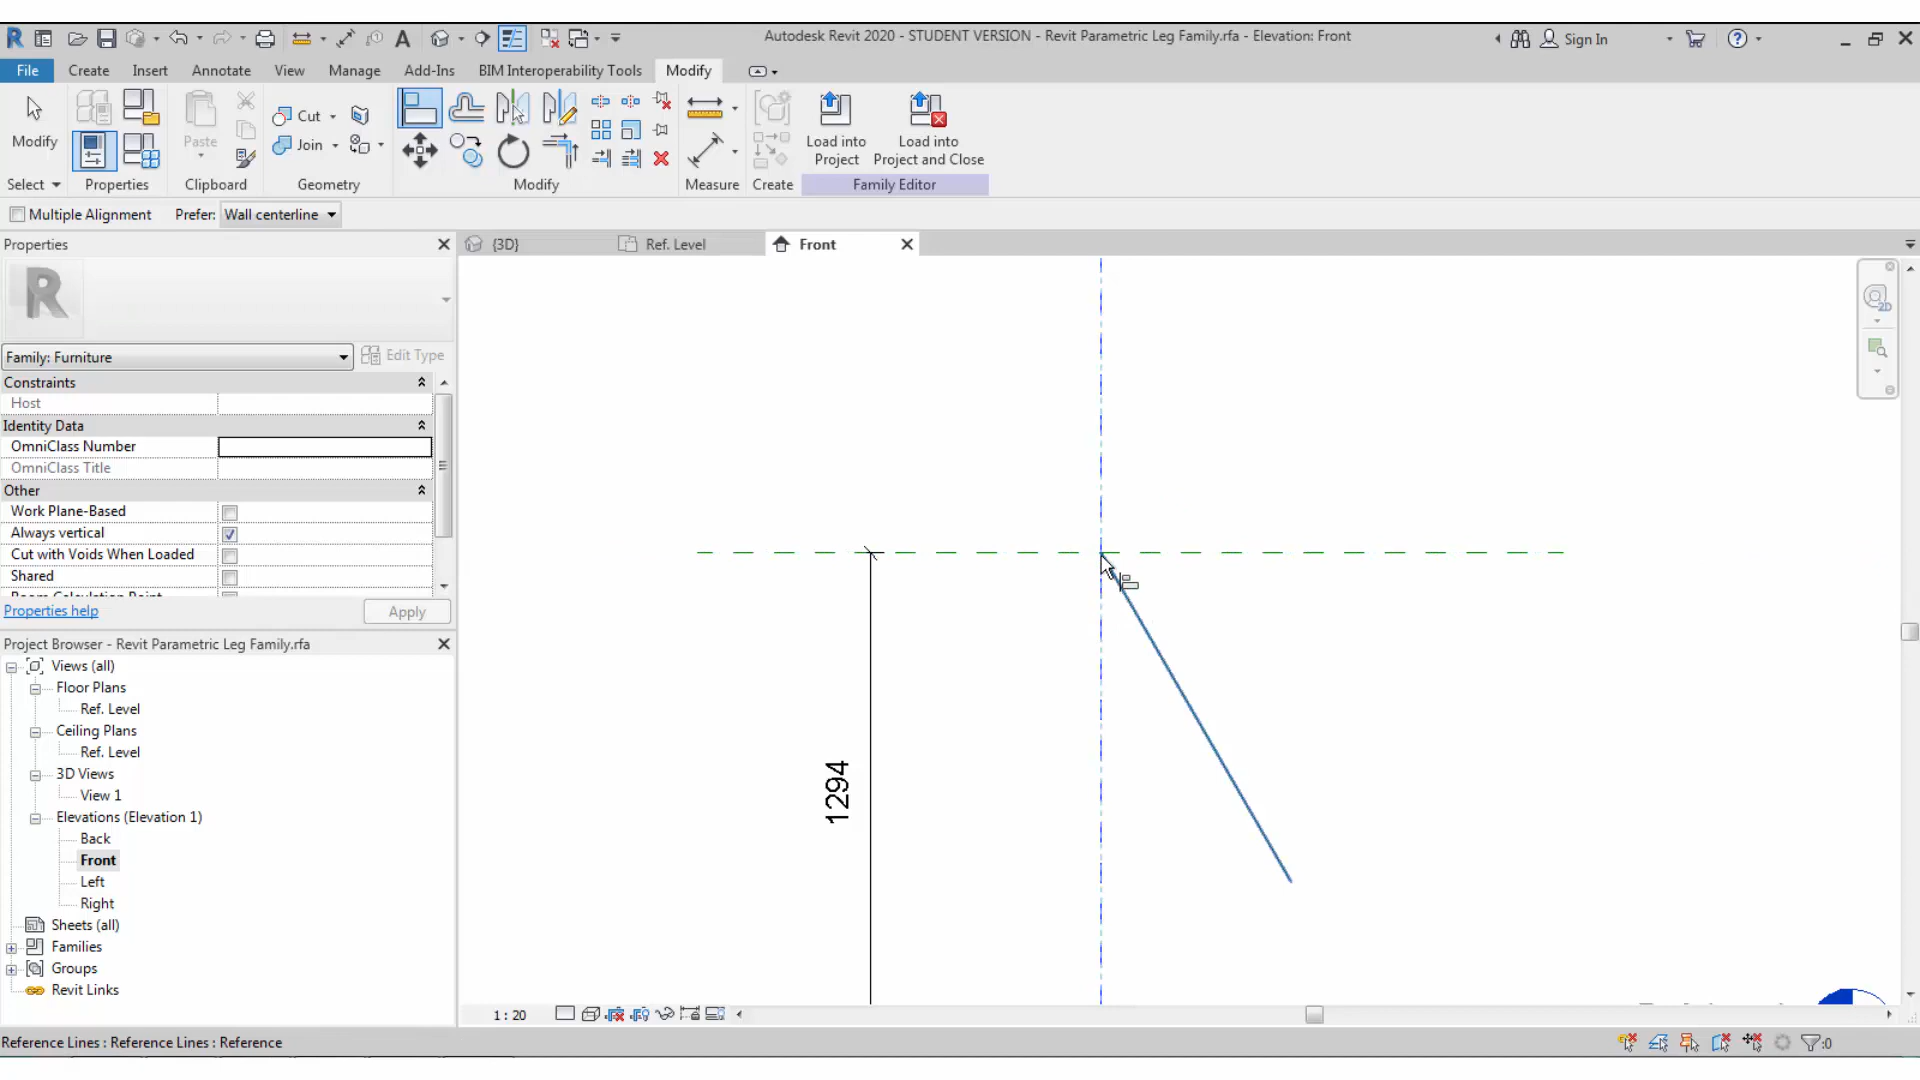 Autodesk Revit 2020 - STUDENT VERSION - Revit Parametric Leg Family.rfa - Elevation: Front
Sign In
File Create Insert Annotate View Manage Add-Ins BIM Interoperability Tools Modify
Modify
Paste
Cut
Join
Load into
Project
Load into
Project and Close
Select Properties Clipboard Geometry Modify Measure Create Family Editor
Multiple Alignment Prefer: Wall centerline
Properties
{3D} Ref. Level Front
R
Family: Furniture Edit Type
Constraints
Host
Identity Data
OmniClass Number
OmniClass Title
Other
Work Plane-Based
Always vertical
Cut with Voids When Loaded
Shared
Properties help Apply
Project Browser - Revit Parametric Leg Family.rfa
Views (all)
Floor Plans
Ref. Level
Ceiling Plans
Ref. Level
3D Views
View 1
Elevations (Elevation 1)
Back
Front
Left
Right
Sheets (all)
Families
Groups
Revit Links
1294
2D
1 : 20
Reference Lines : Reference Lines : Reference
:0